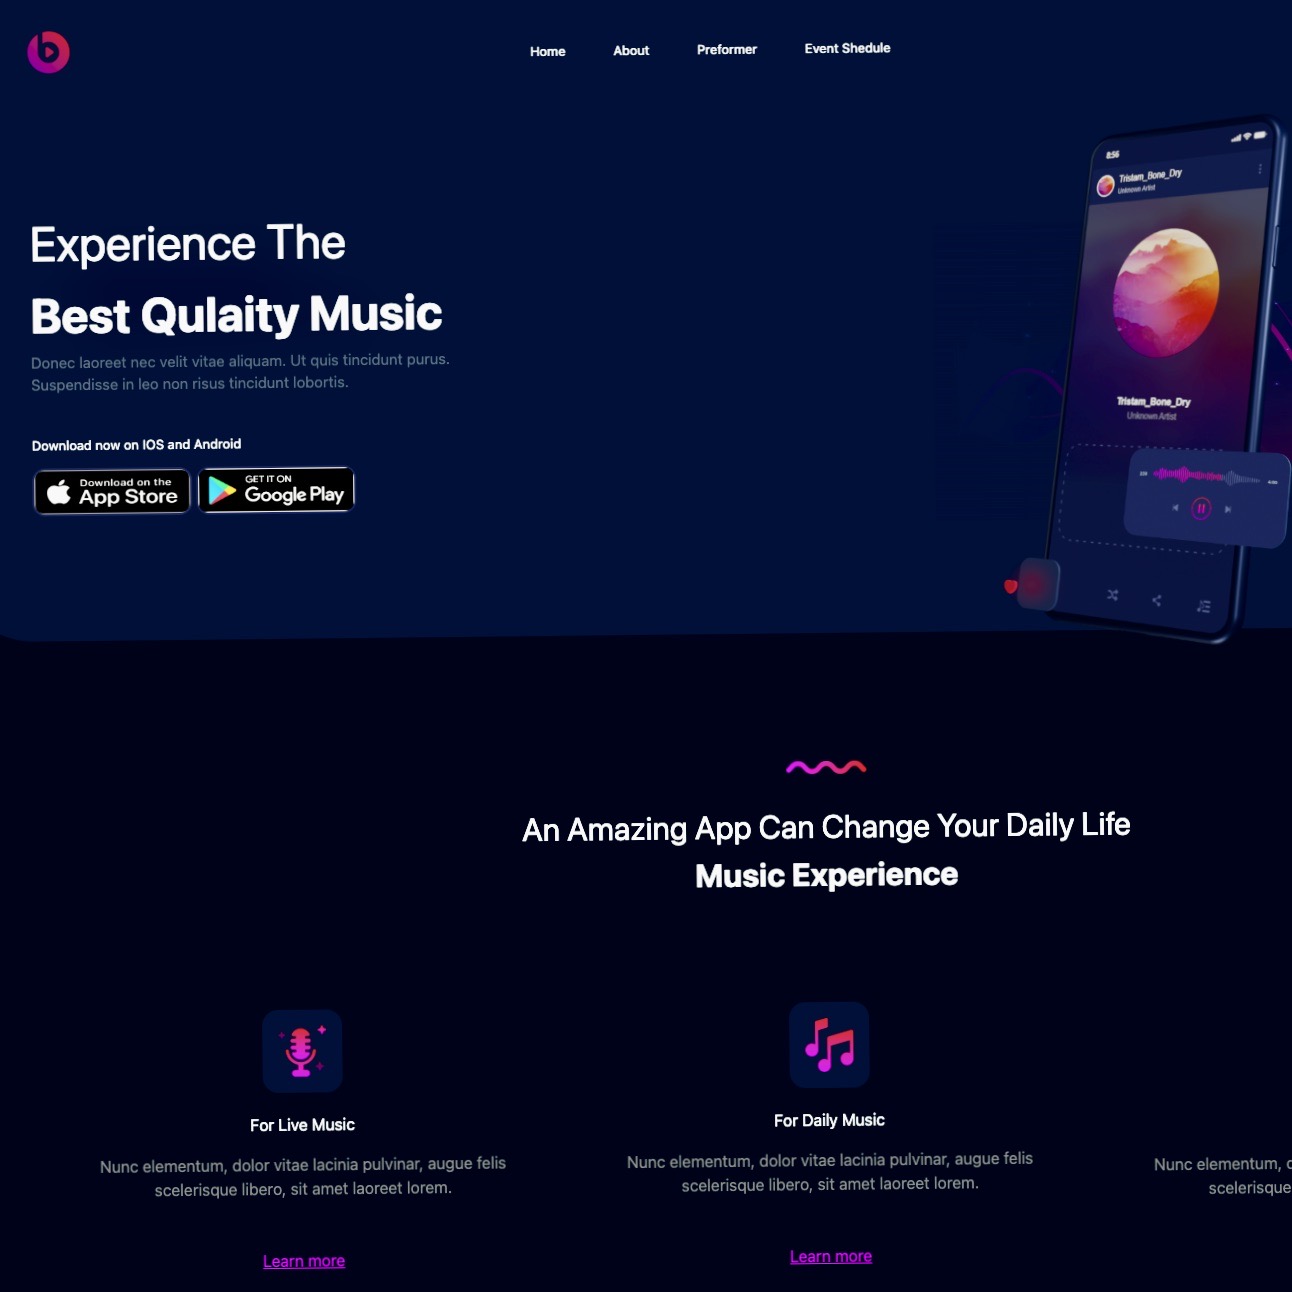 Home About Preformer Event Shedule
8:56
Tristam_Bone_Dry
Unknown Artist
Experience The
Best Qulaity Music
Donec laoreet nec velit vitae aliquam. Ut quis tincidunt purus.
Suspendisse in leo non risus tincidunt lobortis.
Tristam_Bone_Dry
Unknown Artist
Download now on IOS and Android
Download on the
App Store
GET IT ON
Google Play
An Amazing App Can Change Your Daily Life
Music Experience
For Live Music
Nunc elementum, dolor vitae lacinia pulvinar, augue felis
scelerisque libero, sit amet laoreet lorem.
Learn more
For Daily Music
Nunc elementum, dolor vitae lacinia pulvinar, augue felis
scelerisque libero, sit amet laoreet lorem.
Learn more
Nunc elementum,
scelerisque